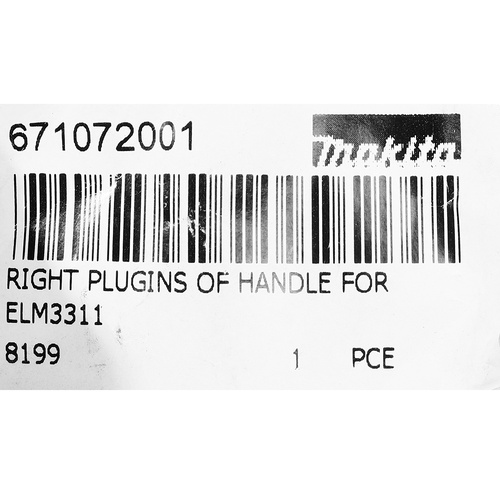 671072001
makita
RIGHT PLUGINS OF HANDLE FOR
ELM3311
8199 1 PCE